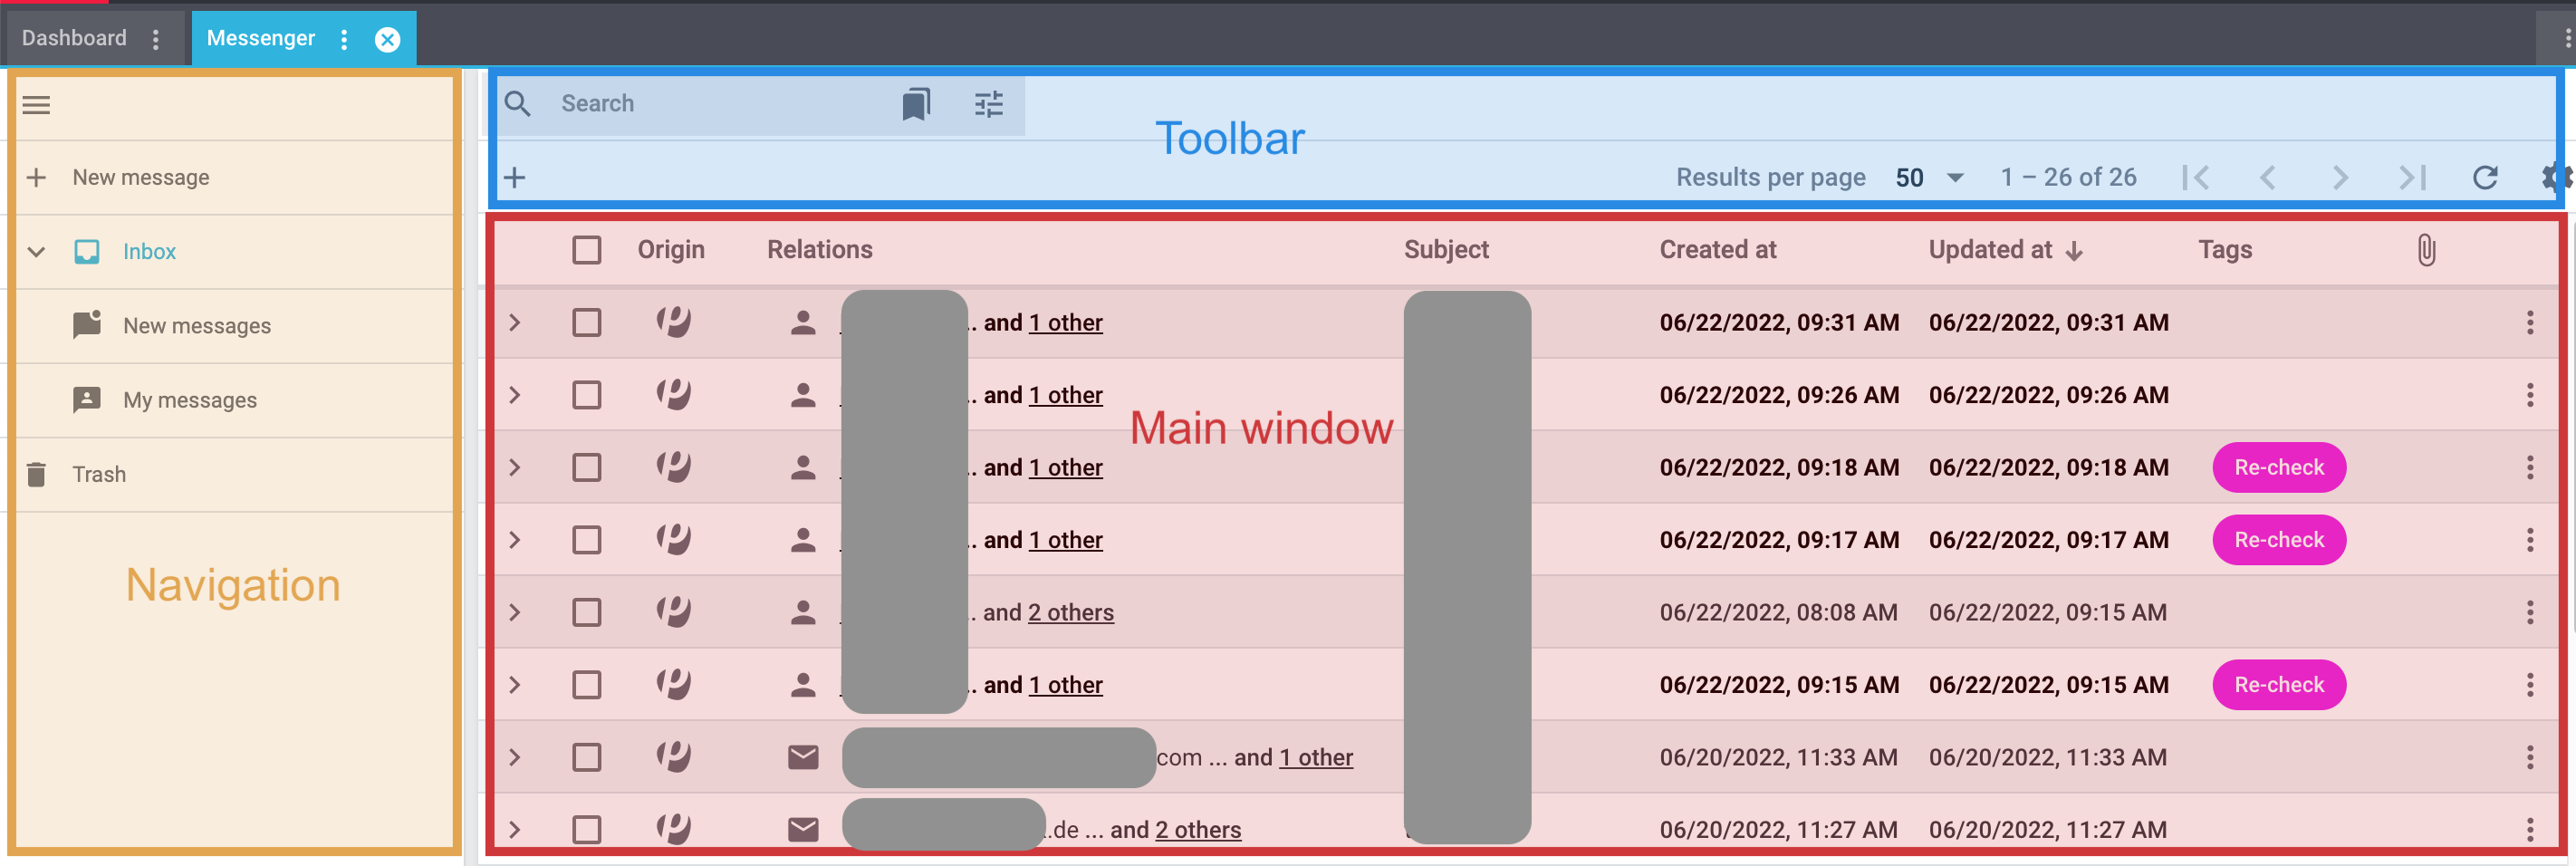 Dashboard Messenger
Search
Toolbar
New message
Results per page 50 1 – 26 of 26
Inbox
Origin Relations Subject Created at Updated at Tags
New messages
.. and 1 other 06/22/2022, 09:31 AM 06/22/2022, 09:31 AM
My messages
.. and 1 other 06/22/2022, 09:26 AM 06/22/2022, 09:26 AM
Main window
Trash
.. and 1 other 06/22/2022, 09:18 AM 06/22/2022, 09:18 AM Re-check
.. and 1 other 06/22/2022, 09:17 AM 06/22/2022, 09:17 AM Re-check
Navigation
. and 2 others 06/22/2022, 08:08 AM 06/22/2022, 09:15 AM
. and 1 other 06/22/2022, 09:15 AM 06/22/2022, 09:15 AM Re-check
com ... and 1 other 06/20/2022, 11:33 AM 06/20/2022, 11:33 AM
.de ... and 2 others 06/20/2022, 11:27 AM 06/20/2022, 11:27 AM